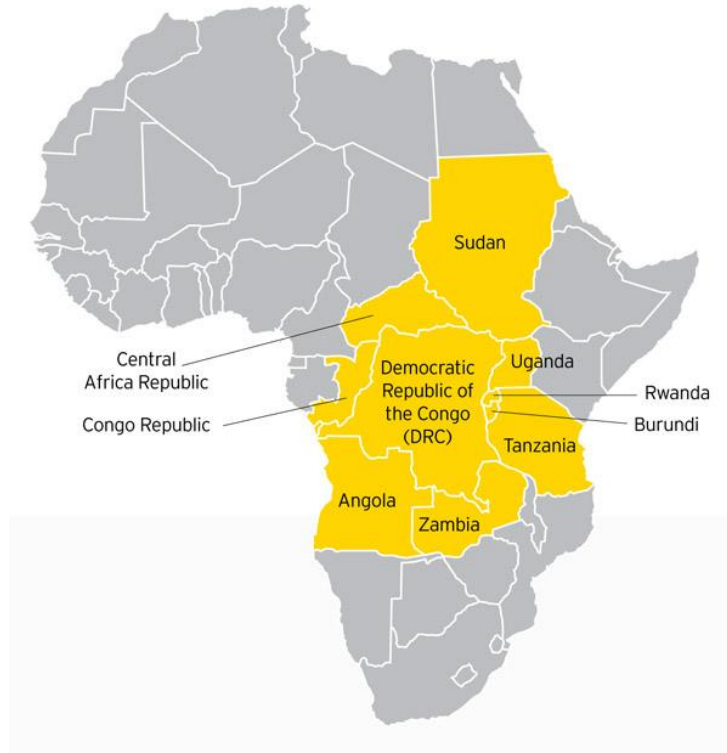 Sudan
Central
Africa Republic
Congo Republic
Democratic
Republic of
the Congo
(DRC)
Uganda
Rwanda
Burundi
Tanzania
Angola
Zambia